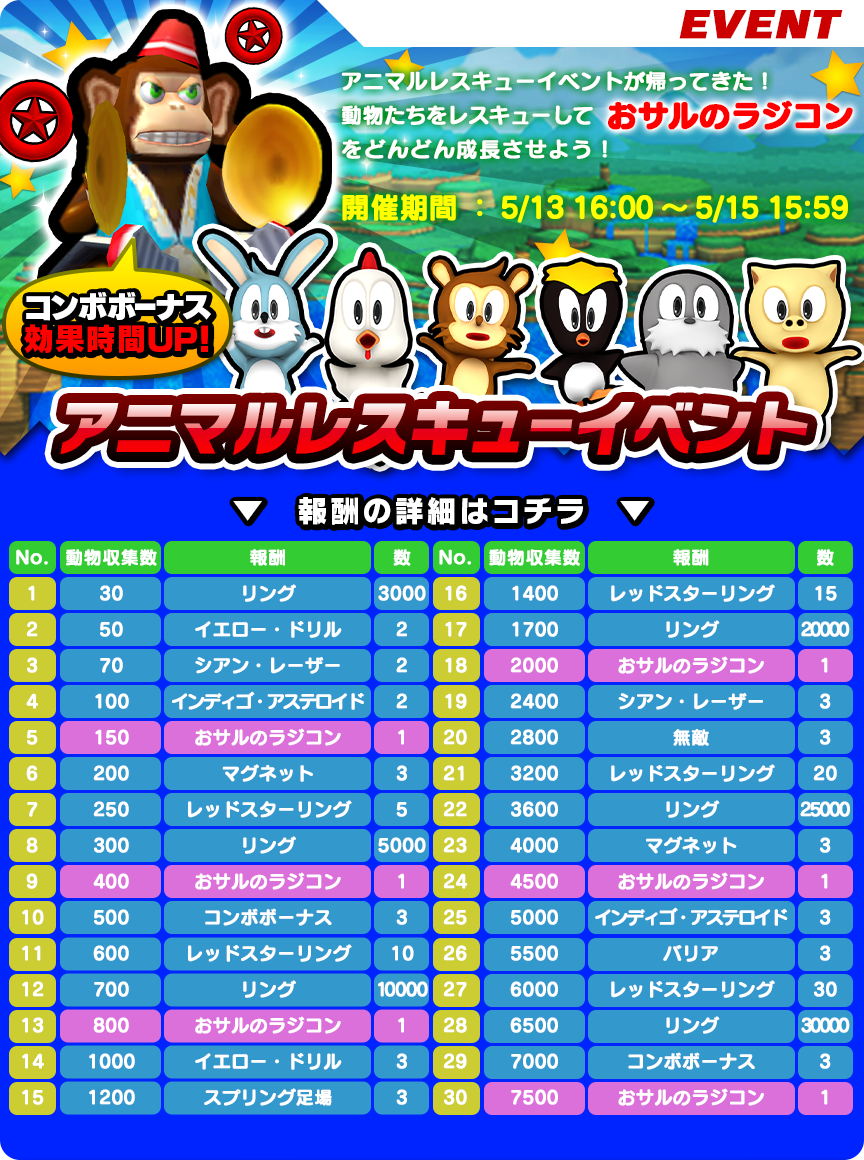 EVENT
アニマルレスキューイベントが帰ってきた！
動物たちをレスキューして おサルのラジコン
をどんどん成長させよう！
開催期間 ： 5/13 16:00 ～ 5/15 15:59
コンボボーナス
効果時間UP!
アニマルレスキューイベント
▼ 報酬の詳細はコチラ ▼
No. 動物収集数 報酬 数 No. 動物収集数 報酬 数
1 30 リング 3000 16 1400 レッドスターリング 15
2 50 イエロー・ドリル 2 17 1700 リング 20000
3 70 シアン・レーザー 2 18 2000 おサルのラジコン 1
4 100 インディゴ・アステロイド 2 19 2400 シアン・レーザー 3
5 150 おサルのラジコン 1 20 2800 無敵 3
6 200 マグネット 3 21 3200 レッドスターリング 20
7 250 レッドスターリング 5 22 3600 リング 25000
8 300 リング 5000 23 4000 マグネット 3
9 400 おサルのラジコン 1 24 4500 おサルのラジコン 1
10 500 コンボボーナス 3 25 5000 インディゴ・アステロイド 3
11 600 レッドスターリング 10 26 5500 バリア 3
12 700 リング 10000 27 6000 レッドスターリング 30
13 800 おサルのラジコン 1 28 6500 リング 30000
14 1000 イエロー・ドリル 3 29 7000 コンボボーナス 3
15 1200 スプリング足場 3 30 7500 おサルのラジコン 1